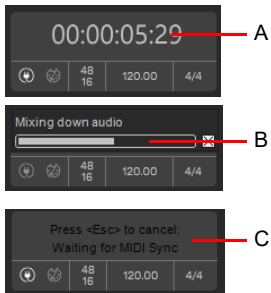 00:00:05:29
A
48
16
120.00
4/4
Mixing down audio
B
48
16
120.00
4/4
Press <Esc> to cancel:
Waiting for MIDI Sync
C
48
16
120.00
4/4